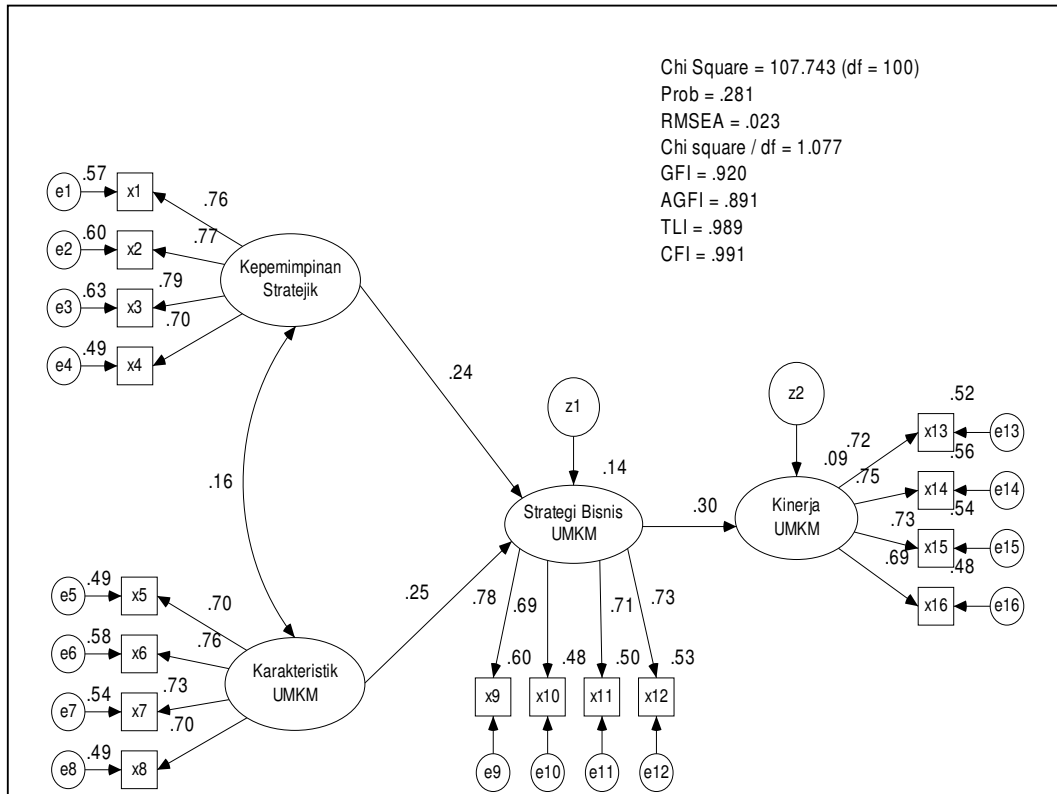 Chi Square = 107.743 (df = 100)
Prob = .281
RMSEA = .023
Chi square / df = 1.077
GFI = .920
AGFI = .891
TLI = .989
CFI = .991
e1 .57 x1 .76
e2 .60 x2 .77
e3 .63 x3 .79
e4 .49 x4 .70
Kepemimpinan
Stratejik
.24
.16
z1
.14
Strategi Bisnis
UMKM
.30
z2
.09
Kinerja
UMKM
.72 x13 .52 e13
.75 x14 .56 e14
.73 x15 .54 e15
.69 x16 .48 e16
e5 .49 x5 .70
e6 .58 x6 .76
e7 .54 x7 .73
e8 .49 x8 .70
Karakteristik
UMKM
.25
.78 .69 .71 .73
.60 .48 .50 .53
x9 x10 x11 x12
e9 e10 e11 e12